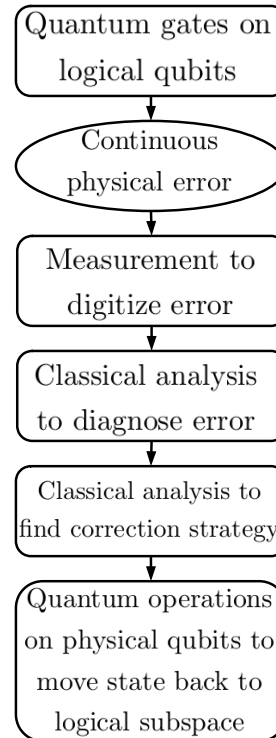 Quantum gates on
logical qubits
Continuous
physical error
Measurement to
digitize error
Classical analysis
to diagnose error
Classical analysis to
find correction strategy
Quantum operations
on physical qubits to
move state back to
logical subspace